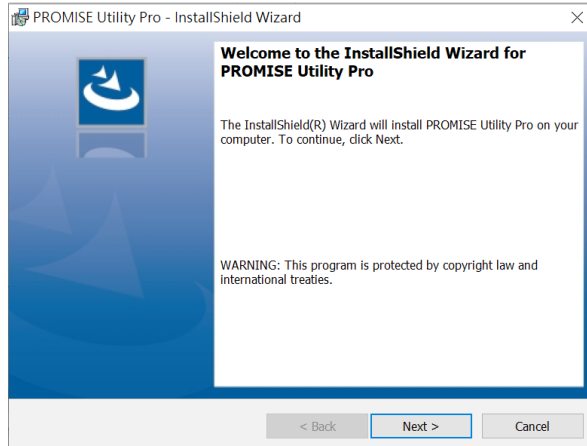 PROMISE Utility Pro - InstallShield Wizard
Welcome to the InstallShield Wizard for
PROMISE Utility Pro
The InstallShield(R) Wizard will install PROMISE Utility Pro on your
computer. To continue, click Next.
WARNING: This program is protected by copyright law and
international treaties.
< Back
Next >
Cancel